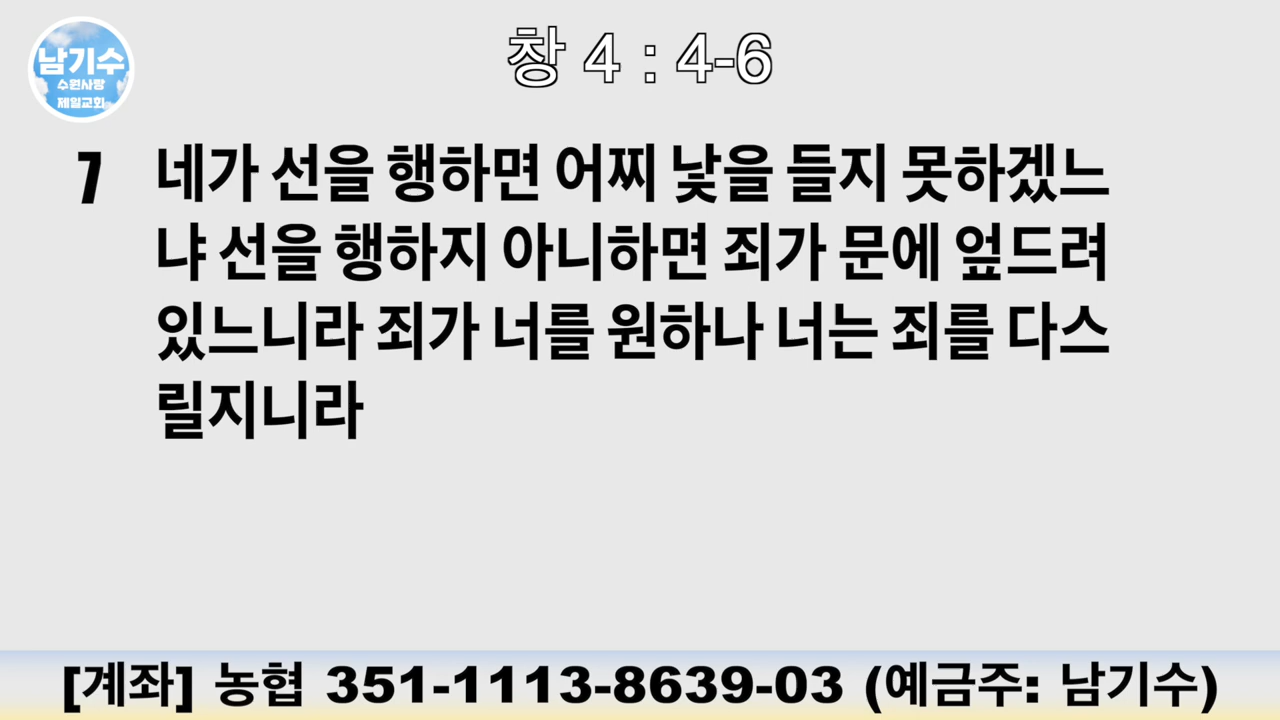 남기수
수원사랑
제일교회
창 4 : 4-6
7 네가 선을 행하면 어찌 낯을 들지 못하겠느
냐 선을 행하지 아니하면 죄가 문에 엎드려
있느니라 죄가 너를 원하나 너는 죄를 다스
릴지니라
[계좌] 농협 351-1113-8639-03 (예금주: 남기수)